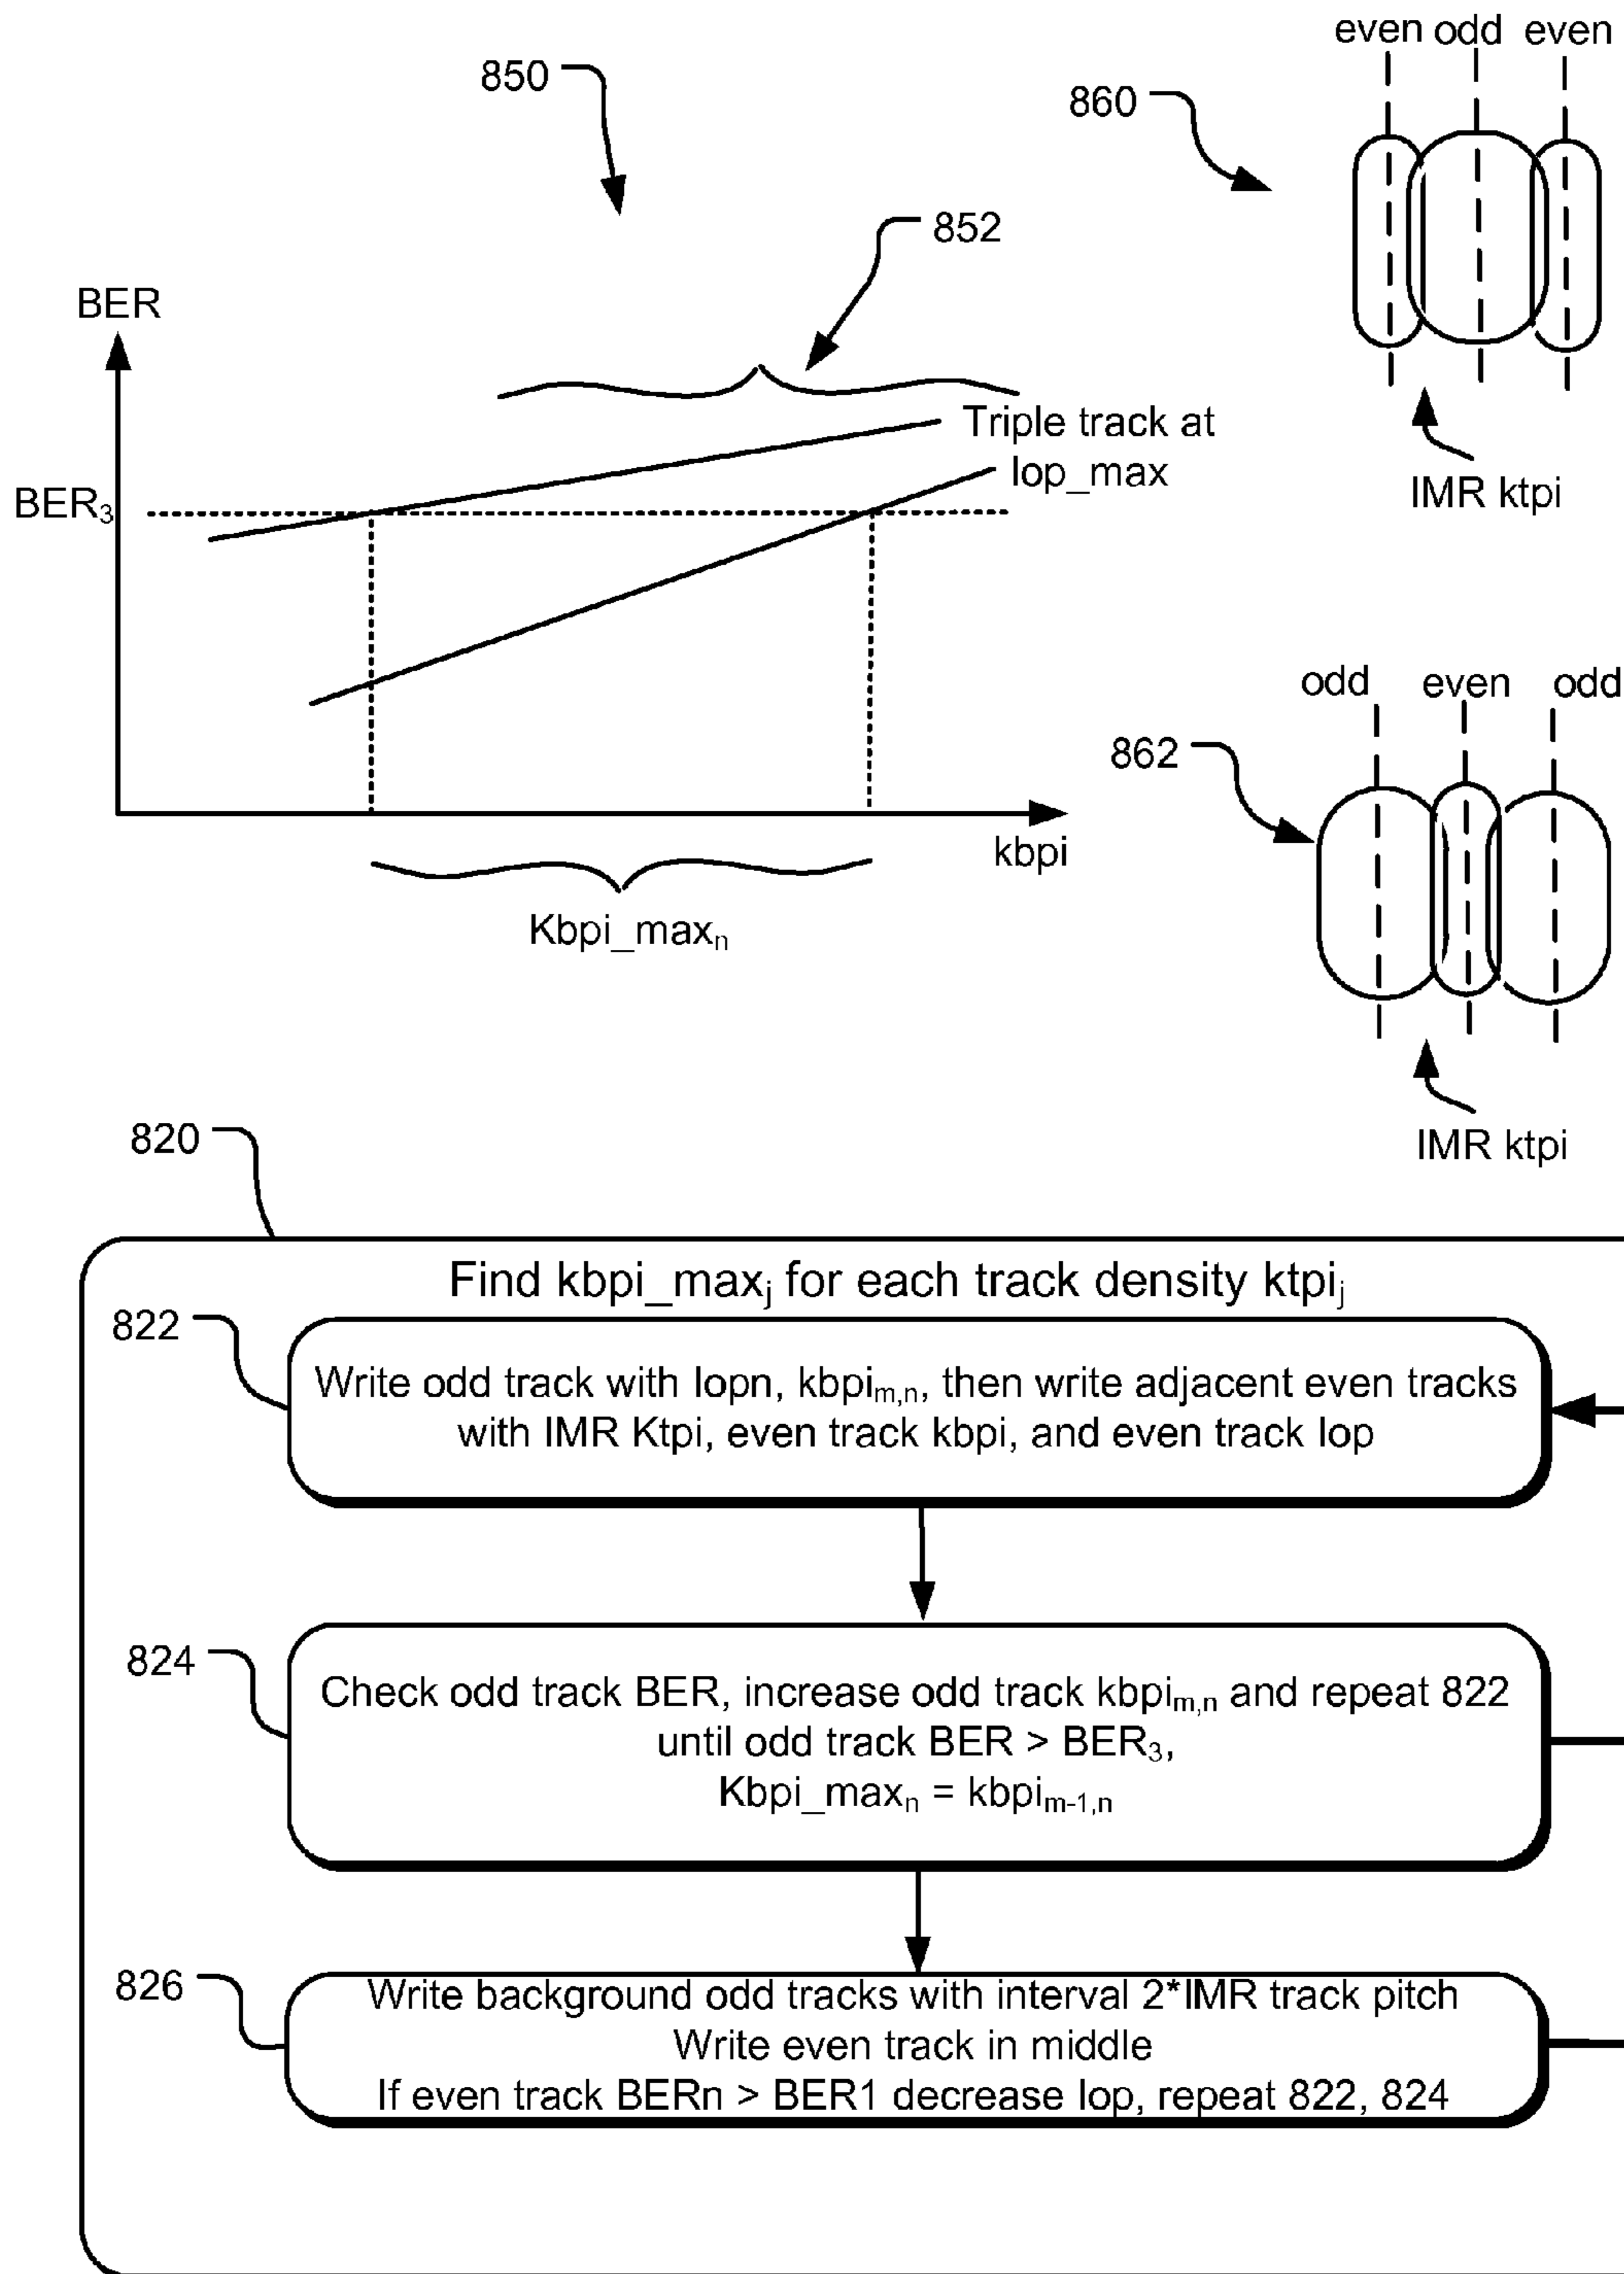 850
852
BER
Triple track at
Iop_max
BER3
kbpi
Kbpi_maxn
even odd even
860
IMR ktpi
odd even odd
862
IMR ktpi
820
Find kbpi_maxj for each track density ktpij
822
Write odd track with Iopn, kbpim,n, then write adjacent even tracks
with IMR Ktpi, even track kbpi, and even track Iop
824
Check odd track BER, increase odd track kbpim,n and repeat 822
until odd track BER > BER3,
Kbpi_maxn = kbpim-1,n
826
Write background odd tracks with interval 2*IMR track pitch
Write even track in middle
If even track BERn > BER1 decrease Iop, repeat 822, 824